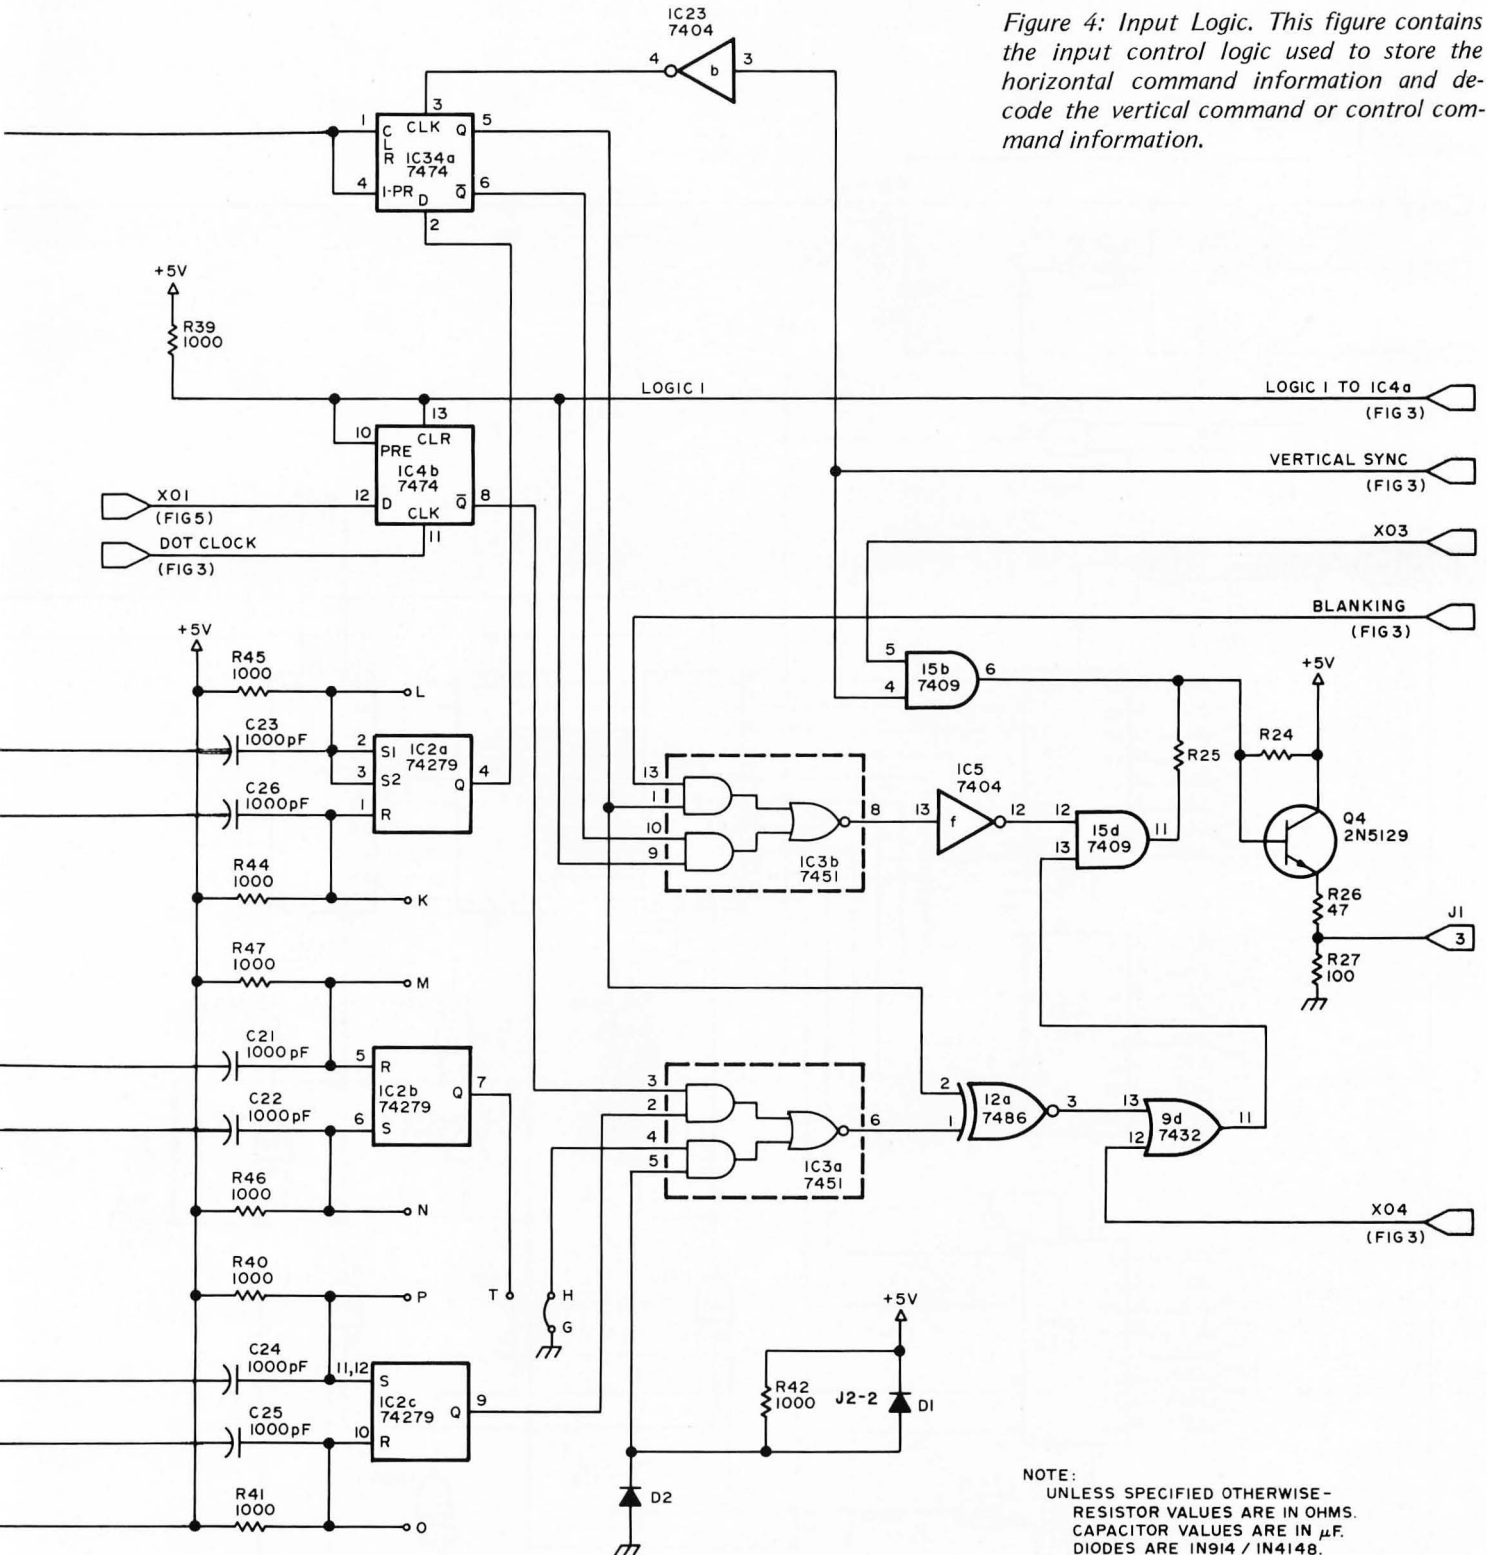 IC23
7404
4
b
3
Figure 4: Input Logic. This figure contains
the input control logic used to store the
horizontal command information and de-
code the vertical command or control com-
mand information.
3
1
C
L
R
CLK
Q
5
IC34a
7474
4
I-PR
D
Q̅
6
2
+5V
R39
1000
LOGIC 1
LOGIC 1 TO IC4a
(FIG 3)
13
10
CLR
PRE
IC4b
7474
VERTICAL SYNC
(FIG 3)
X01
(FIG 5)
12
D
Q̅
8
CLK
11
DOT CLOCK
(FIG 3)
X03
BLANKING
(FIG 3)
+5V
R45
1000
L
5
4
15b
7409
6
+5V
C23
1000pF
2
S1
IC2a
74279
3
S2
Q
4
R25
R24
C26
1000pF
1
R
13
1
10
9
IC3b
7451
8
13
IC5
7404
f
12
12
13
15d
7409
11
Q4
2N5129
R44
1000
K
R26
47
J1
3
R27
100
R47
1000
M
C21
1000pF
5
R
IC2b
74279
Q
7
C22
1000pF
6
S
3
2
4
5
IC3a
7451
6
2
1
12a
7486
3
13
12
9d
7432
11
R46
1000
N
X04
(FIG 3)
R40
1000
P
T
H
G
+5V
C24
1000pF
11,12
S
IC2c
74279
Q
9
R42
1000
J2-2
D1
C25
1000pF
10
R
R41
1000
O
D2
NOTE:
UNLESS SPECIFIED OTHERWISE-
RESISTOR VALUES ARE IN OHMS.
CAPACITOR VALUES ARE IN µF.
DIODES ARE 1N914 / 1N4148.